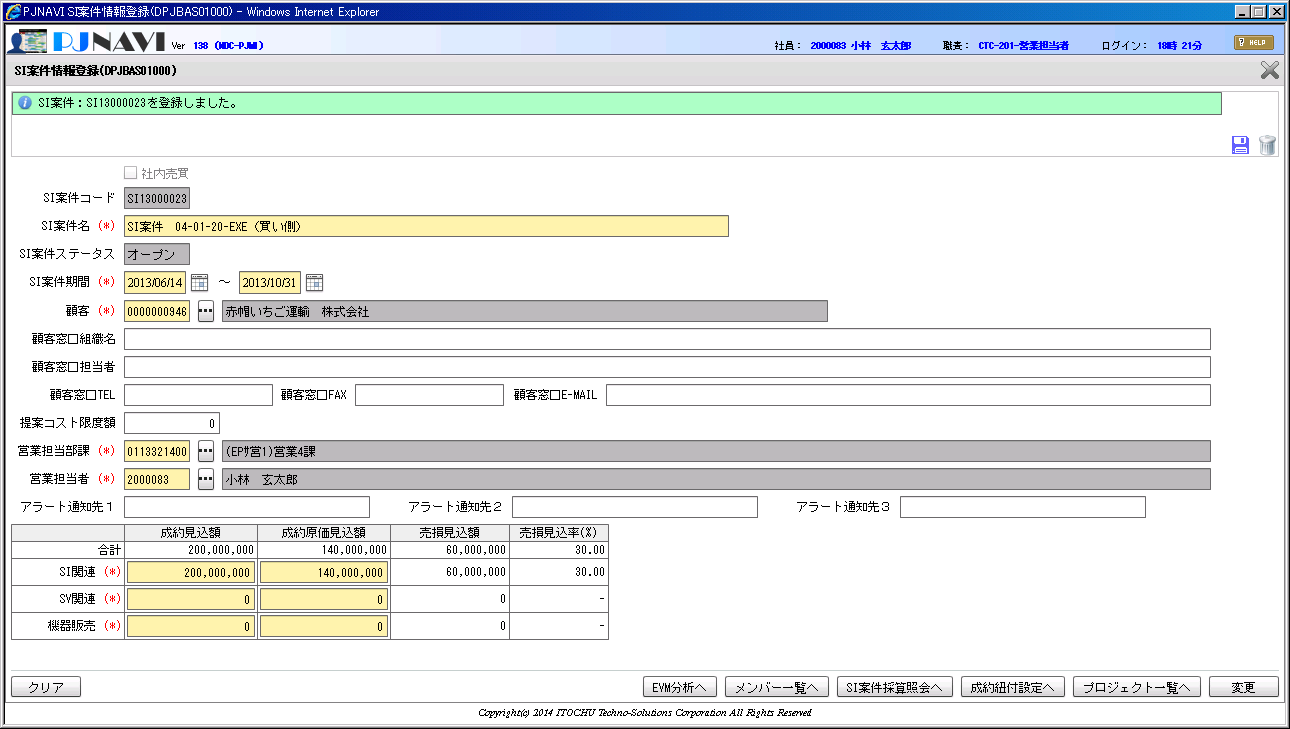 PJNAVI SI案件情報登録(DPJBAS01000) - Windows Internet Explorer
PJNAVI Ver 138 (NDC-PJMI) 社員： 2000083 小林 玄太郎 職責： CTC-201-営業担当者 ログイン： 18時 21分 ? HELP
SI案件情報登録(DPJBAS01000)
SI案件：SI13000023を登録しました。
社内売買
SI案件コード SI13000023
SI案件名 (*) SI案件 04-01-20-EXE（買い側）
SI案件ステータス オープン
SI案件期間 (*) 2013/06/14 ～ 2013/10/31
顧客 (*) 0000000946 ... 赤帽いちご運輸 株式会社
顧客窓口組織名
顧客窓口担当者
顧客窓口TEL 顧客窓口FAX 顧客窓口E-MAIL
提案コスト限度額 0
営業担当部課 (*) 0113321400 ... (EPｻ営1)営業4課
営業担当者 (*) 2000083 ... 小林 玄太郎
アラート通知先１ アラート通知先２ アラート通知先３
成約見込額 成約原価見込額 売損見込額 売損見込率(%)
合計 200,000,000 140,000,000 60,000,000 30.00
SI関連 (*) 200,000,000 140,000,000 60,000,000 30.00
SV関連 (*) 0 0 0 -
機器販売 (*) 0 0 0 -
クリア EVM分析へ メンバー一覧へ SI案件採算照会へ 成約紐付設定へ プロジェクト一覧へ 変更
Copyright(c) 2014 ITOCHU Techno-Solutions Corporation All Rights Reserved